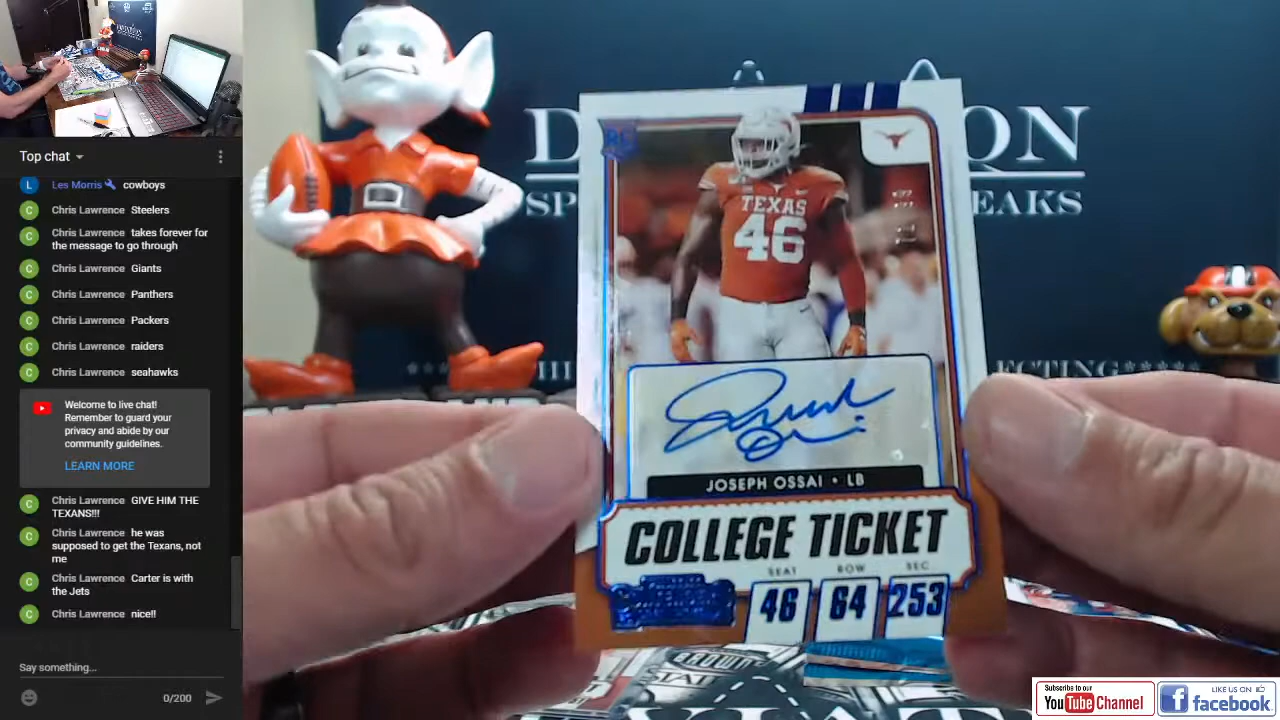 Top chat
Les Morris cowboys
Chris Lawrence Steelers
Chris Lawrence takes forever for
the message to go through
Chris Lawrence Giants
Chris Lawrence Panthers
Chris Lawrence Packers
Chris Lawrence raiders
Chris Lawrence seahawks
Welcome to live chat!
Remember to guard your
privacy and abide by our
community guidelines.
LEARN MORE
Chris Lawrence GIVE HIM THE
TEXANS!!!
Chris Lawrence he was
supposed to get the Texans, not
me
Chris Lawrence Carter is with
the Jets
Chris Lawrence nice!!
Say something...
0/200
RC
TEXAS
46
JOSEPH OSSAI • LB
COLLEGE TICKET
SEAT ROW SEC
46 64 253
BROWNS
Subscribe to our
YouTube Channel
LIKE US ON
facebook